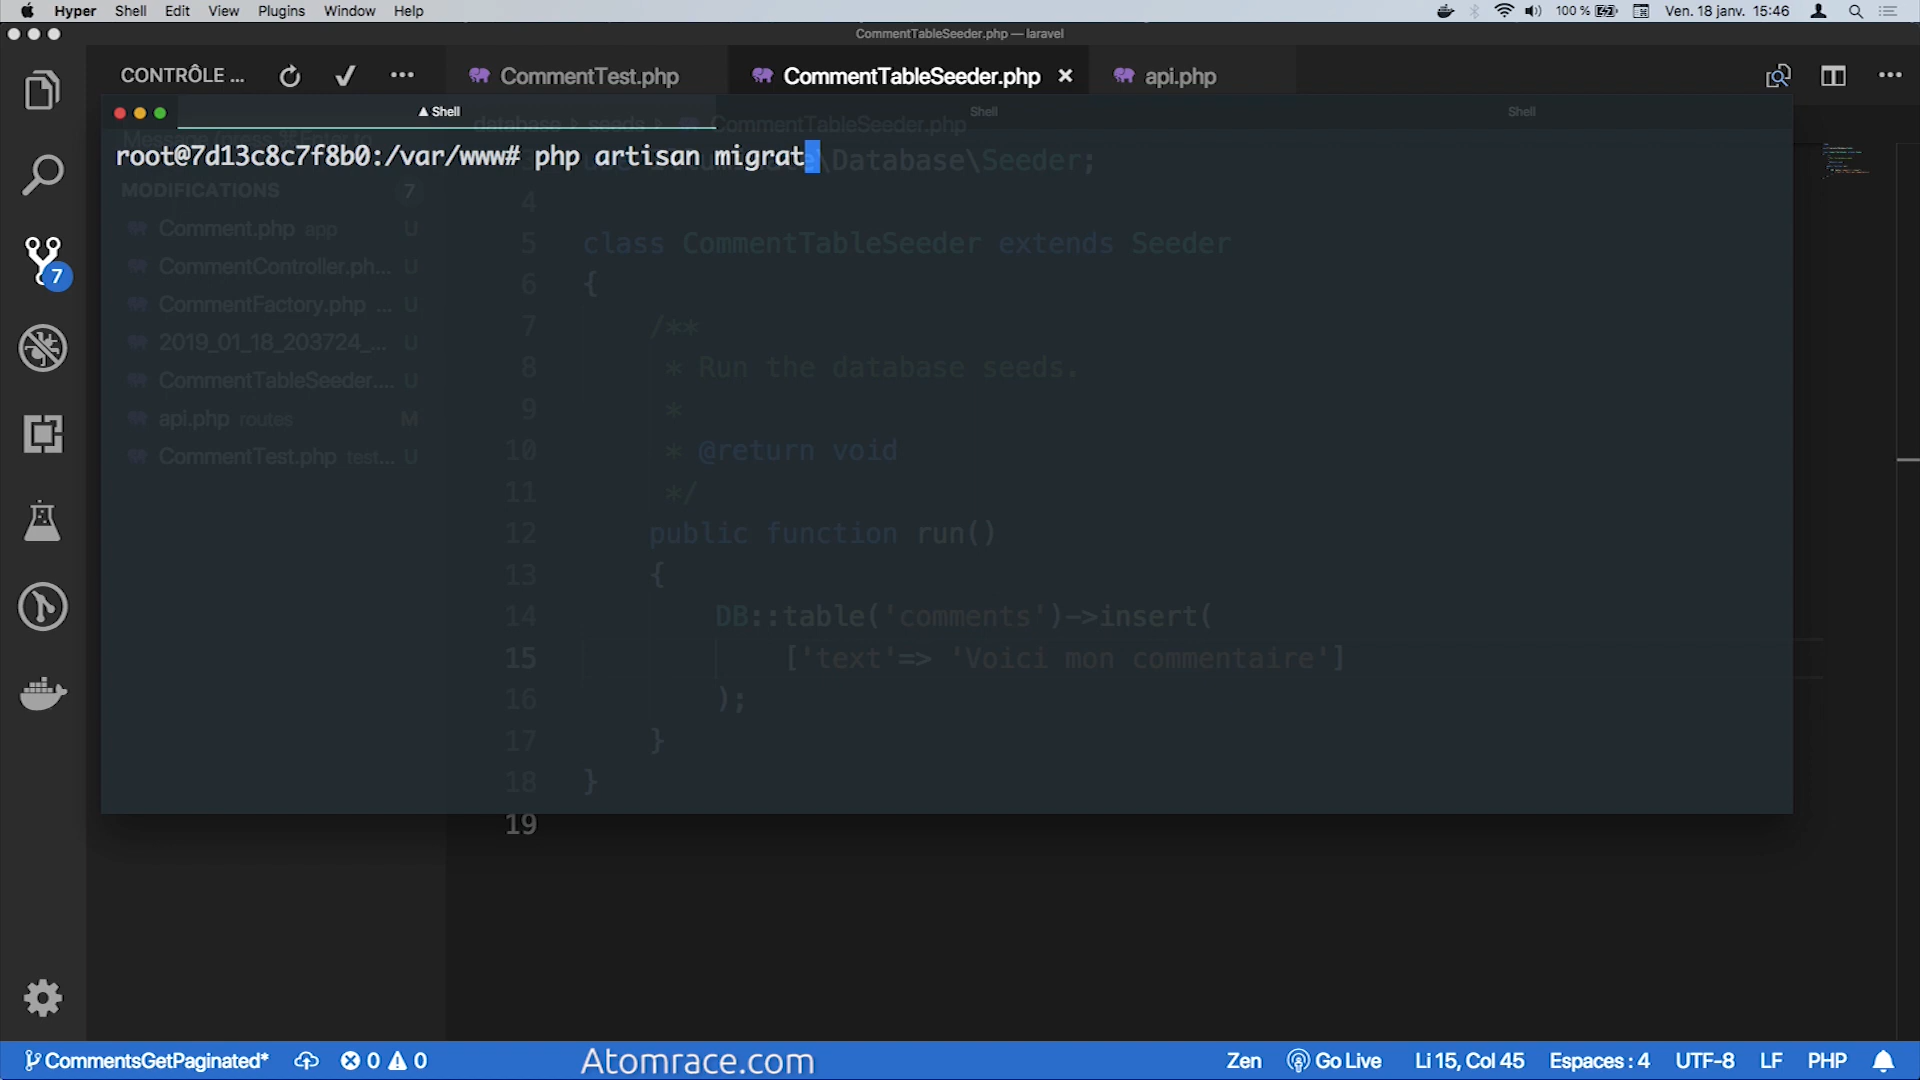 Hyper Shell Edit View Plugins Window Help 100 % Ven. 18 janv. 15:46
CommentTableSeeder.php — laravel
CONTRÔLE ... CommentTest.php CommentTableSeeder.php api.php
Shell Shell Shell
database seeds CommentTableSeeder.php
root@7d13c8c7f8b0:/var/www# php artisan migrat
\Database\Seeder;
MODIFICATIONS 7
4
Comment.php app U
5 class CommentTableSeeder extends Seeder
CommentController.ph... U
6 {
CommentFactory.php ... U
7 /**
2019_01_18_203724_... U
8 * Run the database seeds.
CommentTableSeeder.... U
9 *
api.php routes M
10 * @return void
CommentTest.php test... U
11 */
12 public function run()
13 {
14 DB::table('comments')->insert(
15 ['text'=> 'Voici mon commentaire']
16 );
17 }
18 }
19
7
CommentsGetPaginated* 0 0 Atomrace.com Zen Go Live Li 15, Col 45 Espaces : 4 UTF-8 LF PHP